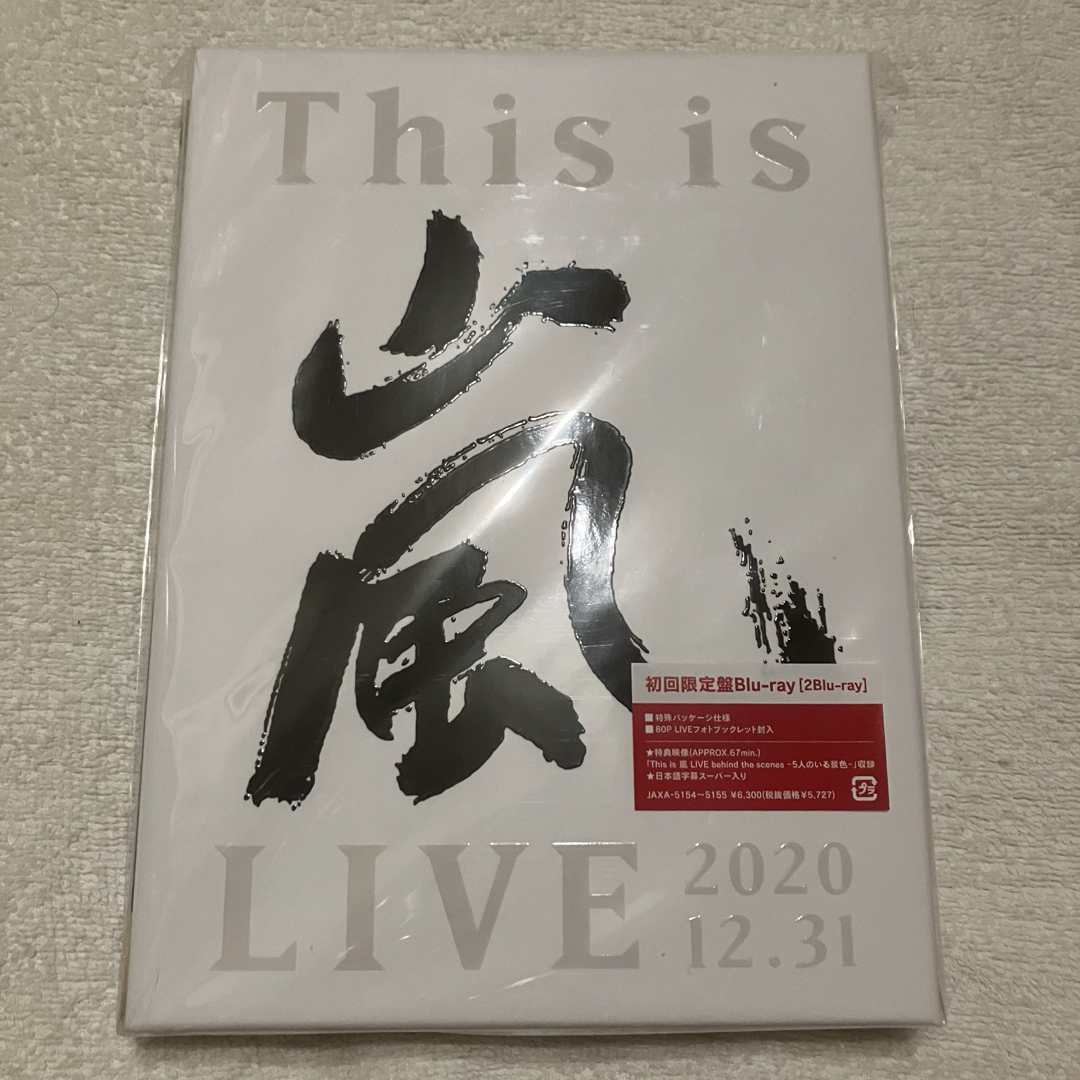 This is
嵐
LIVE 2020
12.31
初回限定盤Blu-ray[2Blu-ray]
■特殊パッケージ仕様
■80P LIVEフォトブックレット封入
★特典映像(APPROX.67min.)
「This is 嵐 LIVE behind the scenes -5人のいる景色-」収録
★日本語字幕スーパー入り
JAXA-5154〜5155 ¥6,300(税抜価格¥5,727)
プラ